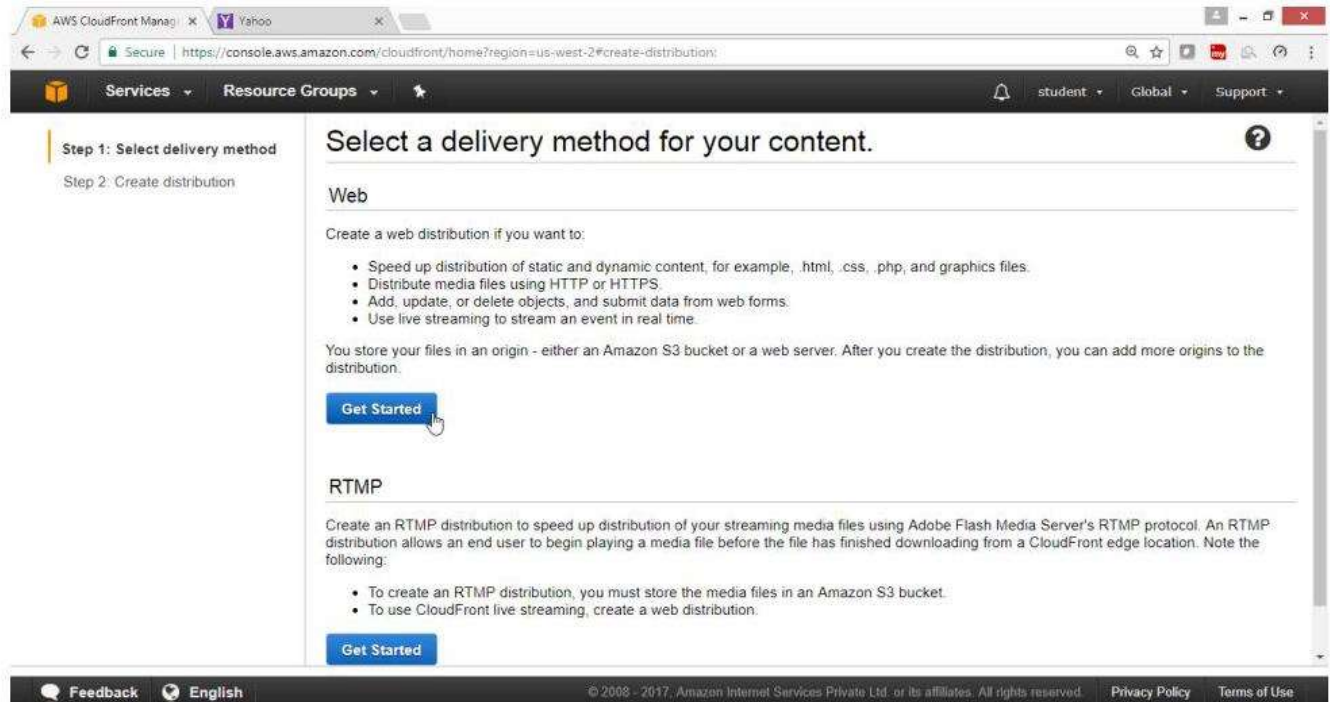 AWS CloudFront Manag
Yahoo
Secure | https://console.aws.amazon.com/cloudfront/home?region=us-west-2#create-distribution:
Services
Resource Groups
student
Global
Support
Step 1: Select delivery method
Step 2: Create distribution
Select a delivery method for your content.
Web
Create a web distribution if you want to:
• Speed up distribution of static and dynamic content, for example, .html, .css, .php, and graphics files.
• Distribute media files using HTTP or HTTPS.
• Add, update, or delete objects, and submit data from web forms.
• Use live streaming to stream an event in real time.
You store your files in an origin - either an Amazon S3 bucket or a web server. After you create the distribution, you can add more origins to the
distribution.
Get Started
RTMP
Create an RTMP distribution to speed up distribution of your streaming media files using Adobe Flash Media Server's RTMP protocol. An RTMP
distribution allows an end user to begin playing a media file before the file has finished downloading from a CloudFront edge location. Note the
following:
• To create an RTMP distribution, you must store the media files in an Amazon S3 bucket.
• To use CloudFront live streaming, create a web distribution.
Get Started
Feedback
English
© 2008 - 2017, Amazon Internet Services Private Ltd. or its affiliates. All rights reserved.
Privacy Policy
Terms of Use